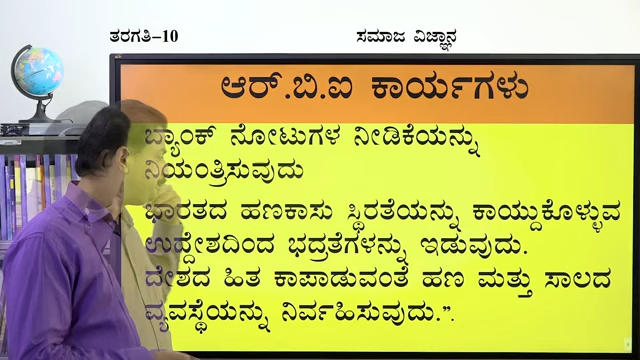 ತರಗತಿ-10 ಸಮಾಜ ವಿಜ್ಞಾನ
ಆರ್.ಬಿ.ಐ ಕಾರ್ಯಗಳು
ಬ್ಯಾಂಕ್ ನೋಟುಗಳ ನೀಡಿಕೆಯನ್ನು
ನಿಯಂತ್ರಿಸುವುದು
ಭಾರತದ ಹಣಕಾಸು ಸ್ಥಿರತೆಯನ್ನು ಕಾಯ್ದುಕೊಳ್ಳುವ
ಉದ್ದೇಶದಿಂದ ಭದ್ರತೆಗಳನ್ನು ಇಡುವುದು.
ದೇಶದ ಹಿತ ಕಾಪಾಡುವಂತೆ ಹಣ ಮತ್ತು ಸಾಲದ
ವ್ಯವಸ್ಥೆಯನ್ನು ನಿರ್ವಹಿಸುವುದು.”.